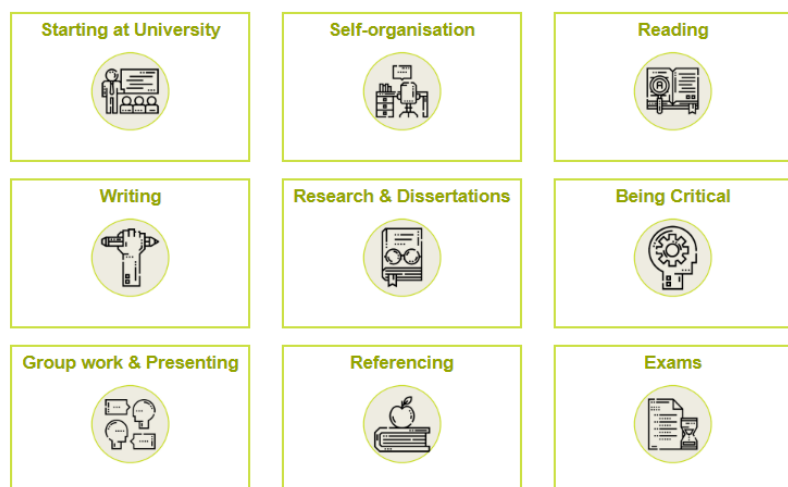 Starting at University
Self-organisation
Reading
Writing
Research & Dissertations
Being Critical
Group work & Presenting
Referencing
Exams